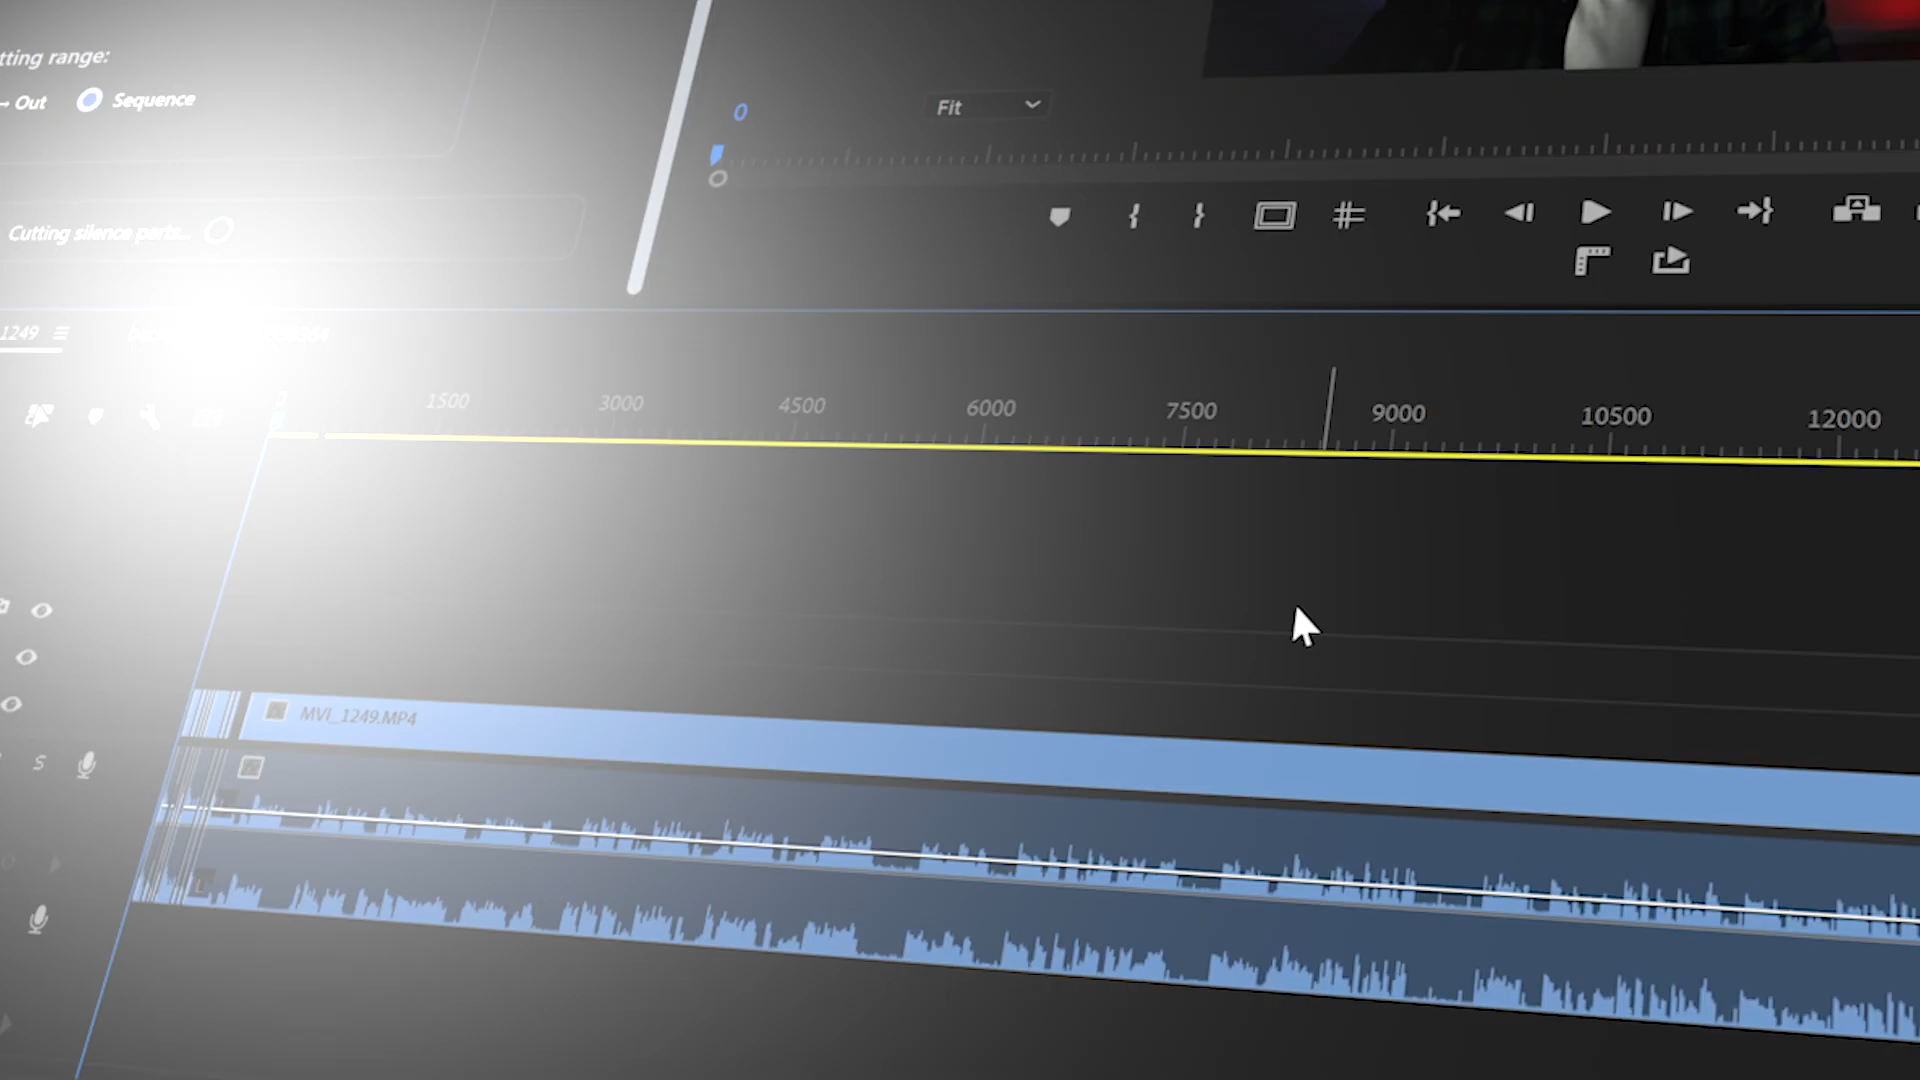 tting range:
Out Sequence
0 Fit
Cutting silence parts...
1249
1500 3000 4500 6000 7500 9000 10500 12000
MVI_1249.MP4
S
L